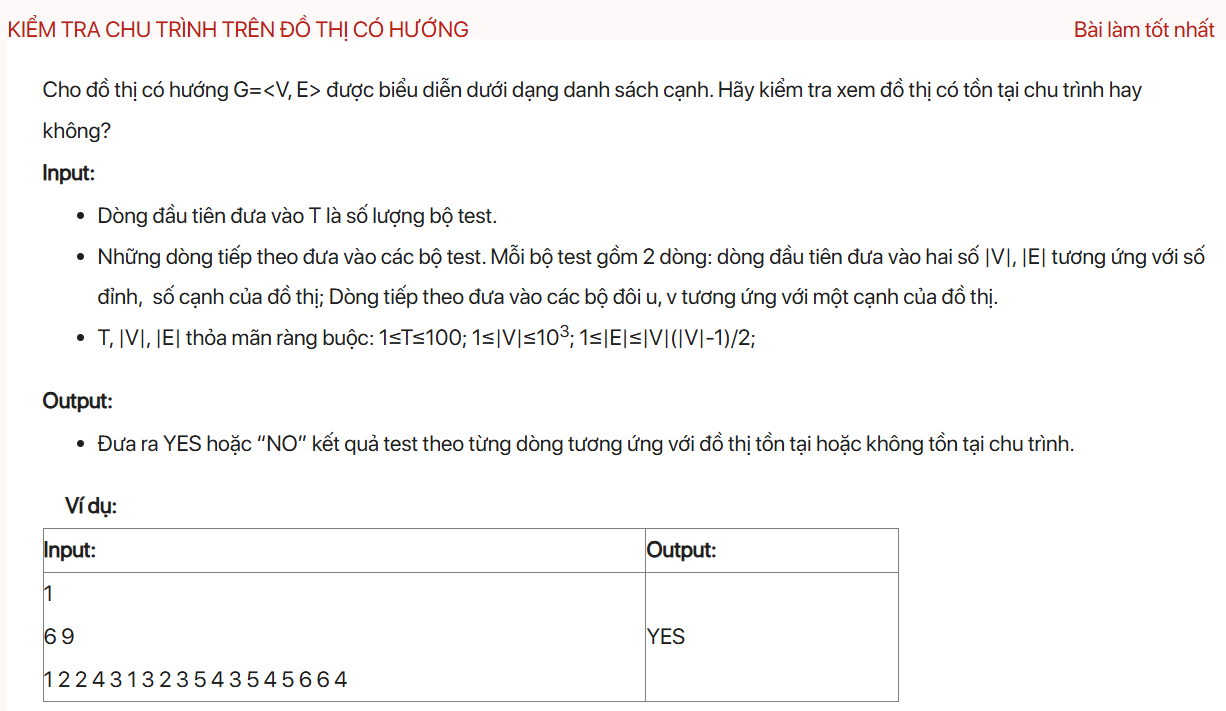 KIỂM TRA CHU TRÌNH TRÊN ĐỒ THỊ CÓ HƯỚNG
Bài làm tốt nhất
Cho đồ thị có hướng G=<V, E> được biểu diễn dưới dạng danh sách cạnh. Hãy kiểm tra xem đồ thị có tồn tại chu trình hay
không?
Input:
• Dòng đầu tiên đưa vào T là số lượng bộ test.
• Những dòng tiếp theo đưa vào các bộ test. Mỗi bộ test gồm 2 dòng: dòng đầu tiên đưa vào hai số |V|, |E| tương ứng với số
đỉnh, số cạnh của đồ thị; Dòng tiếp theo đưa vào các bộ đôi u, v tương ứng với một cạnh của đồ thị.
• T, |V|, |E| thỏa mãn ràng buộc: 1≤T≤100; 1≤|V|≤10³; 1≤|E|≤|V|(|V|-1)/2;
Output:
• Đưa ra YES hoặc “NO” kết quả test theo từng dòng tương ứng với đồ thị tồn tại hoặc không tồn tại chu trình.
Ví dụ:
Input:
Output:
1
6 9
1 2 2 4 3 1 3 2 3 5 4 3 5 4 5 6 6 4
YES